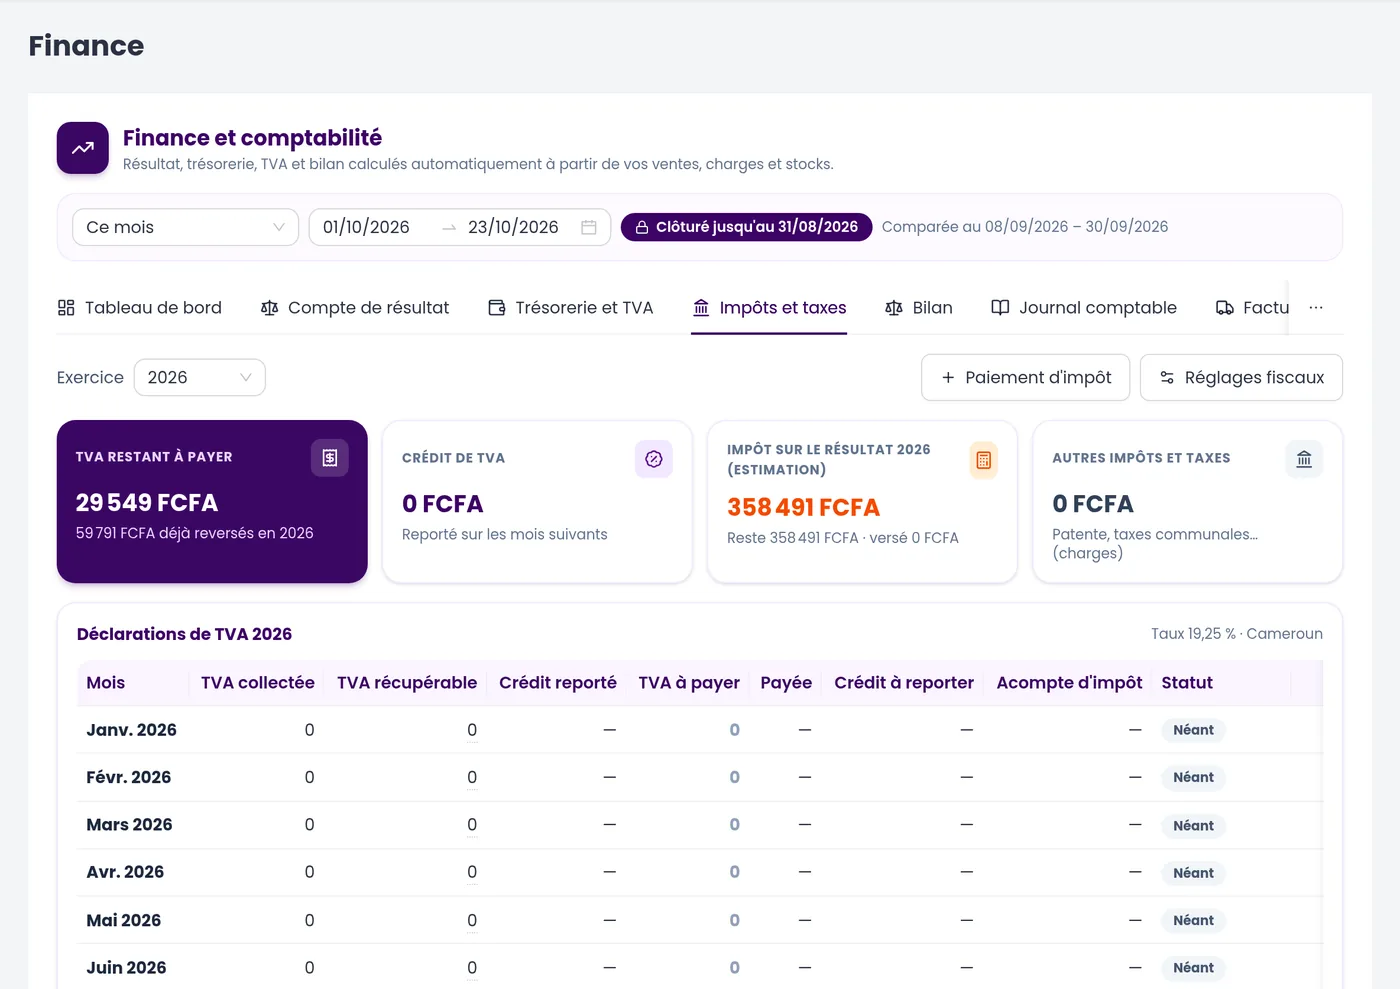 Finance
Finance et comptabilité
Résultat, trésorerie, TVA et bilan calculés automatiquement à partir de vos ventes, charges et stocks.
Ce mois 01/10/2026 → 23/10/2026 Clôturé jusqu'au 31/08/2026 Comparée au 08/09/2026 – 30/09/2026
Tableau de bord Compte de résultat Trésorerie et TVA Impôts et taxes Bilan Journal comptable Factu ...
Exercice 2026 + Paiement d'impôt Réglages fiscaux
TVA RESTANT À PAYER
29 549 FCFA
59 791 FCFA déjà reversés en 2026
CRÉDIT DE TVA
0 FCFA
Reporté sur les mois suivants
IMPÔT SUR LE RÉSULTAT 2026
(ESTIMATION)
358 491 FCFA
Reste 358 491 FCFA · versé 0 FCFA
AUTRES IMPÔTS ET TAXES
0 FCFA
Patente, taxes communales...
(charges)
Déclarations de TVA 2026 Taux 19,25 % · Cameroun
Mois TVA collectée TVA récupérable Crédit reporté TVA à payer Payée Crédit à reporter Acompte d'impôt Statut
Janv. 2026 0 0 — 0 — — — Néant
Févr. 2026 0 0 — 0 — — — Néant
Mars 2026 0 0 — 0 — — — Néant
Avr. 2026 0 0 — 0 — — — Néant
Mai 2026 0 0 — 0 — — — Néant
Juin 2026 0 0 — 0 — — — Néant